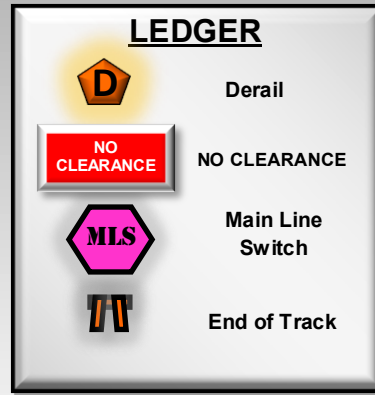 LEDGER
D
Derail
NO
CLEARANCE
NO CLEARANCE
MLS
Main Line
Switch
End of Track